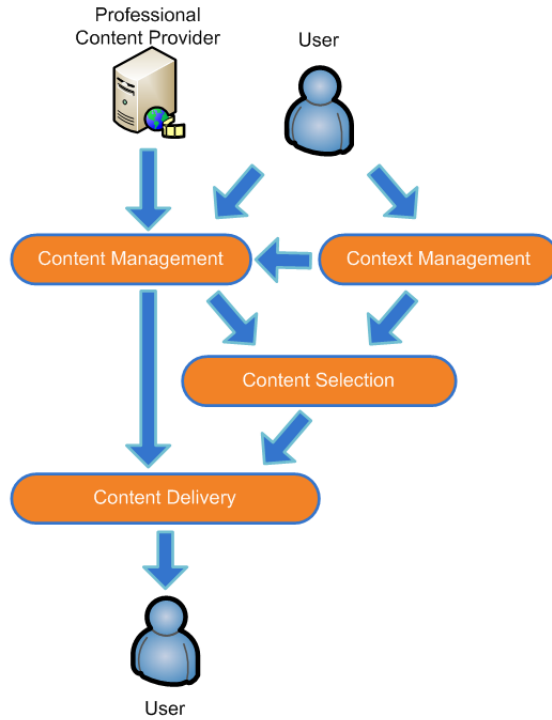 Professional
Content Provider
User
Content Management
Context Management
Content Selection
Content Delivery
User